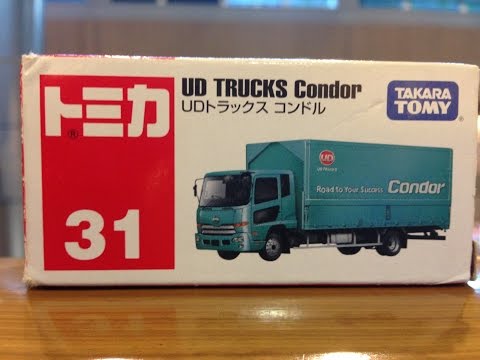 トミカ
®
31
UD TRUCKS Condor
UDトラックス コンドル
TAKARA
TOMY
®
UD
UD TRUCKS
Road to Your Success Condor